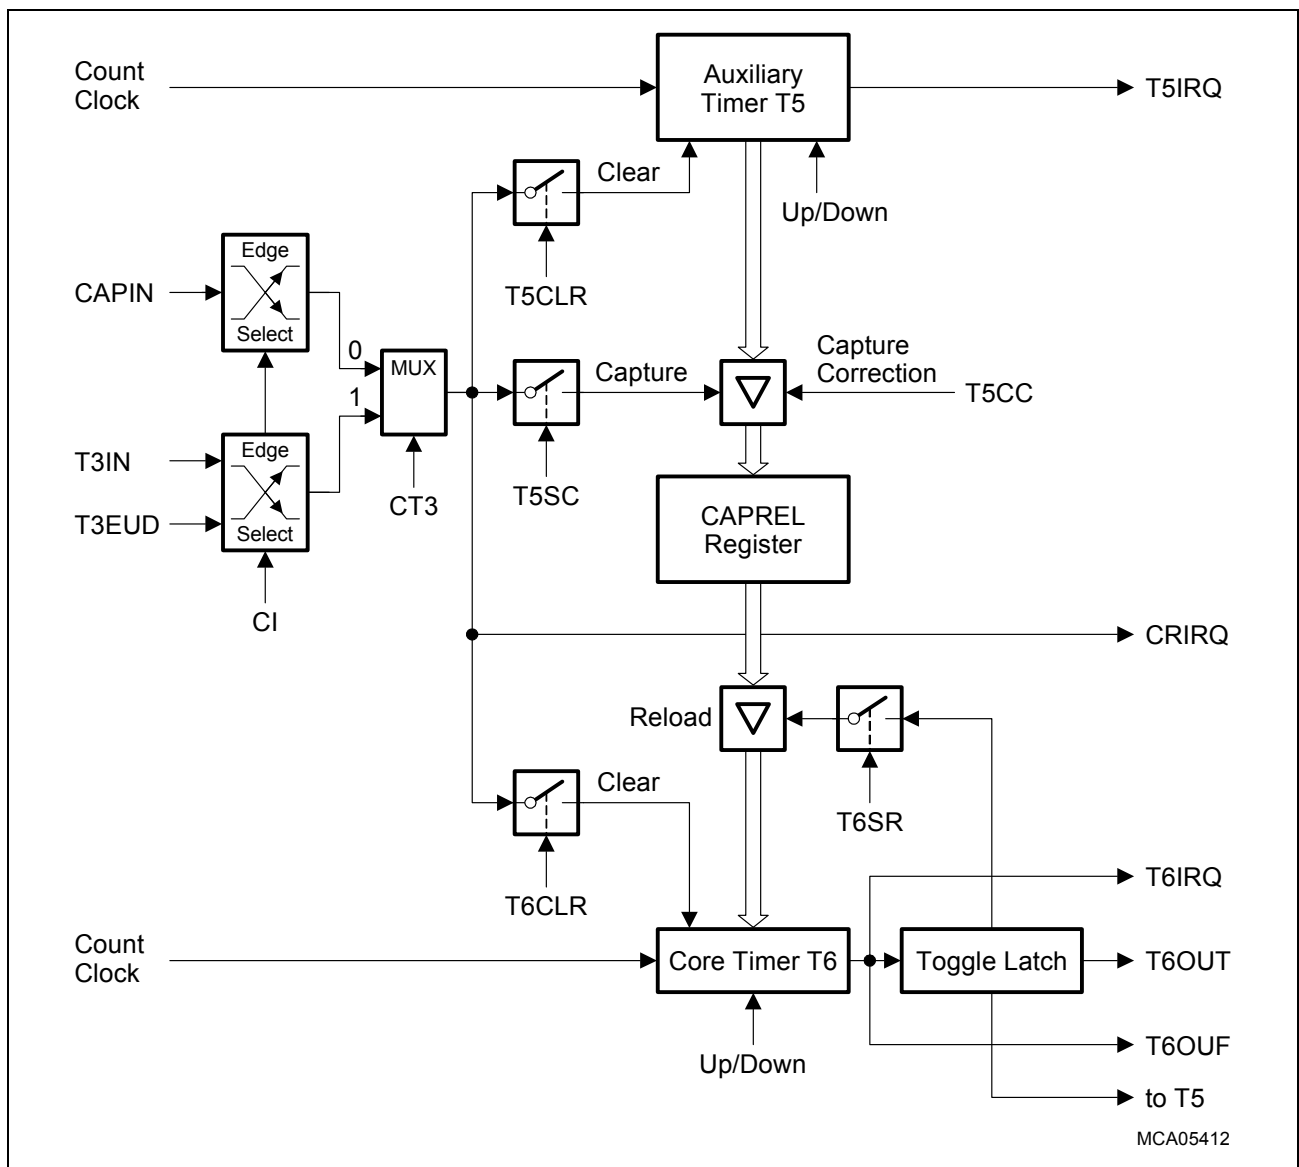 Count
Clock
Auxiliary
Timer T5
T5IRQ
Clear
Up/Down
T5CLR
Edge
Select
CAPIN
0
MUX
1
Capture
Capture
Correction
T5CC
T3IN
T3EUD
Edge
Select
CT3
T5SC
CAPREL
Register
CI
CRIRQ
Reload
Clear
T6SR
T6CLR
T6IRQ
Count
Clock
Core Timer T6
Toggle Latch
T6OUT
T6OUF
Up/Down
to T5
MCA05412